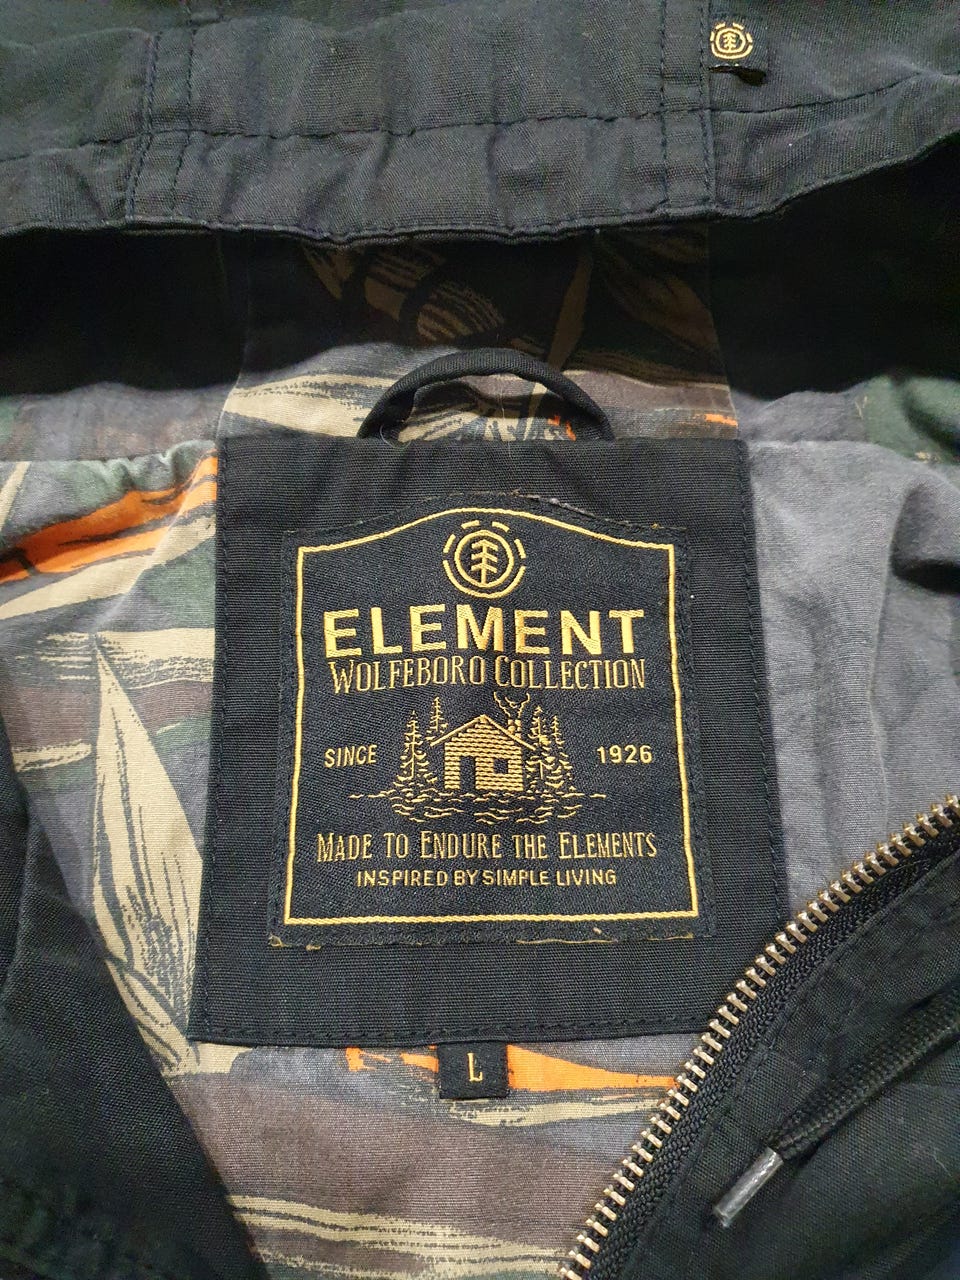 ELEMENT
WOLFEBORO COLLECTION
SINCE 1926
MADE TO ENDURE THE ELEMENTS
INSPIRED BY SIMPLE LIVING
L